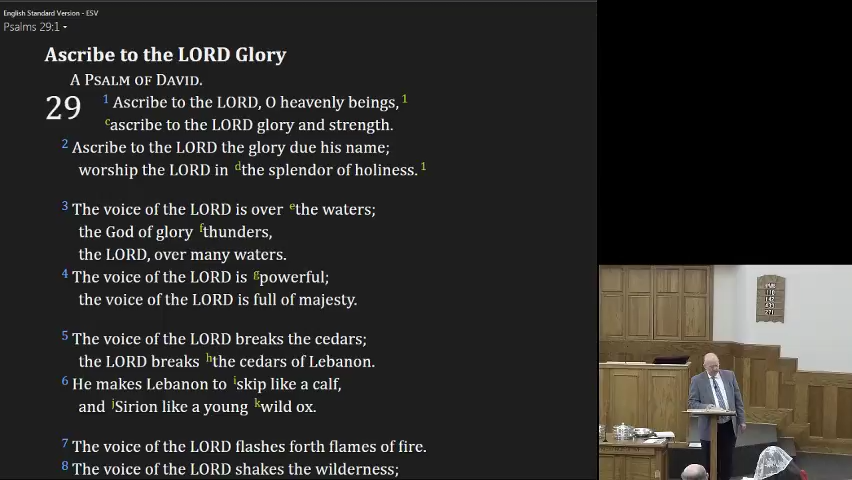 English Standard Version - ESV
Psalms 29:1
Ascribe to the LORD Glory
A PSALM OF DAVID.
29 1 Ascribe to the LORD, O heavenly beings, 1
c ascribe to the LORD glory and strength.
2 Ascribe to the LORD the glory due his name;
worship the LORD in d the splendor of holiness. 1
3 The voice of the LORD is over e the waters;
the God of glory f thunders,
the LORD, over many waters.
4 The voice of the LORD is g powerful;
the voice of the LORD is full of majesty.
5 The voice of the LORD breaks the cedars;
the LORD breaks h the cedars of Lebanon.
6 He makes Lebanon to i skip like a calf,
and j Sirion like a young k wild ox.
7 The voice of the LORD flashes forth flames of fire.
8 The voice of the LORD shakes the wilderness;